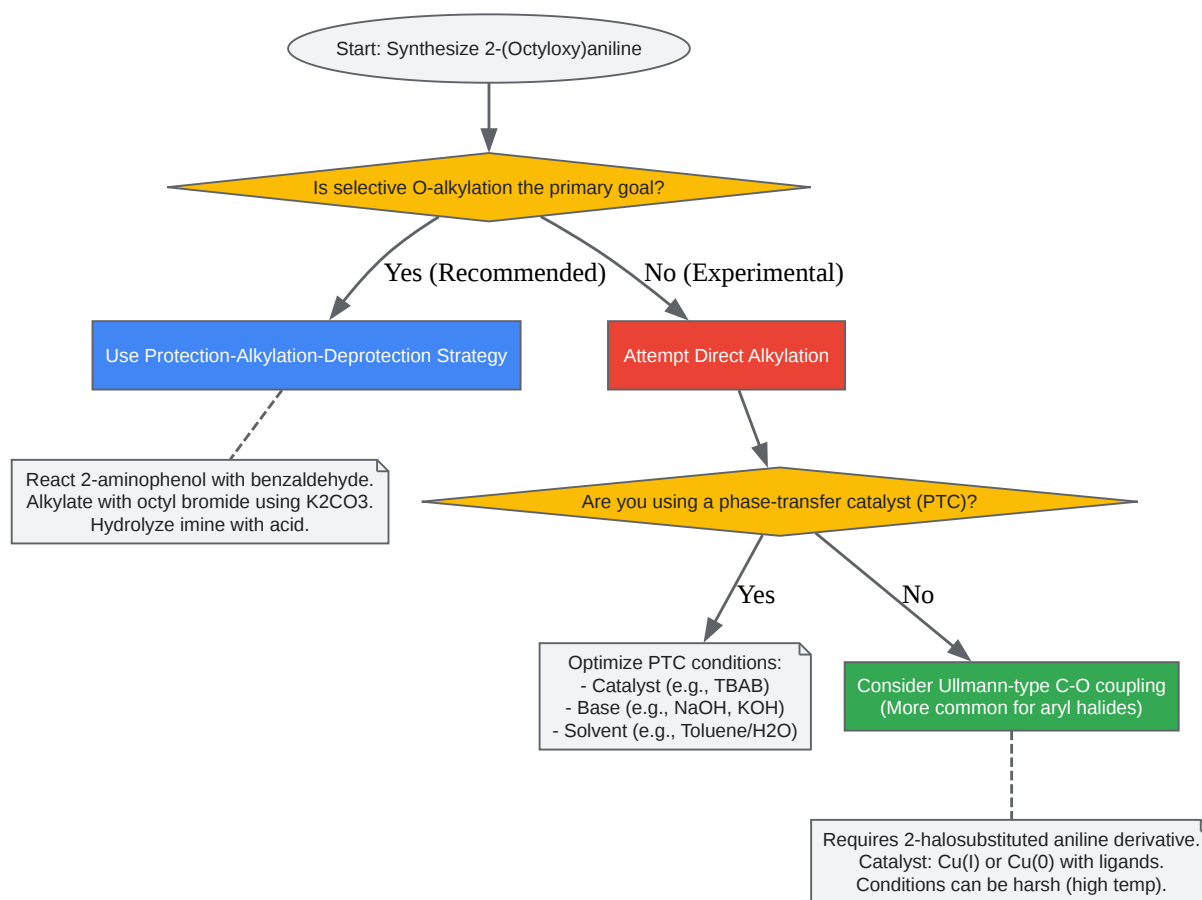 Start: Synthesize 2-(Octyloxy)aniline
Is selective O-alkylation the primary goal?
Yes (Recommended)
No (Experimental)
Use Protection-Alkylation-Deprotection Strategy
Attempt Direct Alkylation
React 2-aminophenol with benzaldehyde.
Alkylate with octyl bromide using K2CO3.
Hydrolyze imine with acid.
Are you using a phase-transfer catalyst (PTC)?
Yes
No
Optimize PTC conditions:
- Catalyst (e.g., TBAB)
- Base (e.g., NaOH, KOH)
- Solvent (e.g., Toluene/H2O)
Consider Ullmann-type C-O coupling
(More common for aryl halides)
Requires 2-halosubstituted aniline derivative.
Catalyst: Cu(I) or Cu(0) with ligands.
Conditions can be harsh (high temp).